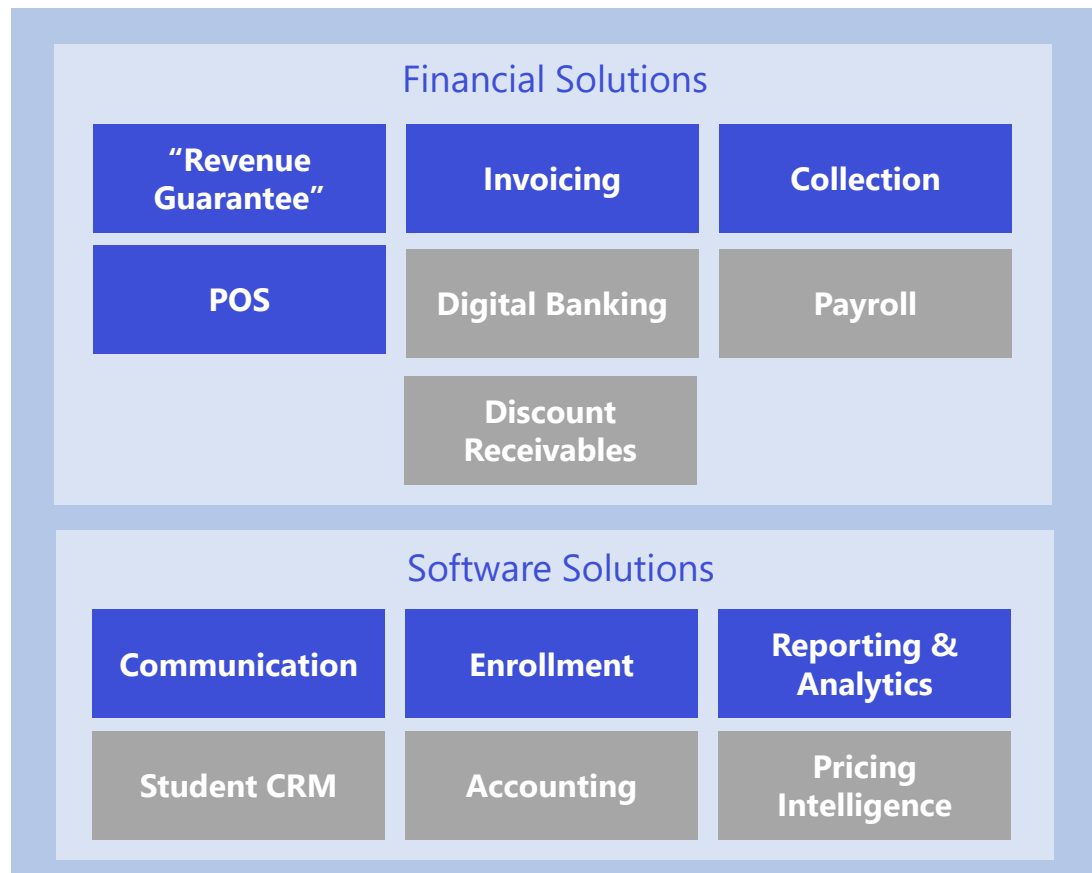 Financial Solutions
“Revenue
Guarantee”
Invoicing
Collection
POS
Digital Banking
Payroll
Discount
Receivables
Software Solutions
Communication
Enrollment
Reporting &
Analytics
Student CRM
Accounting
Pricing
Intelligence